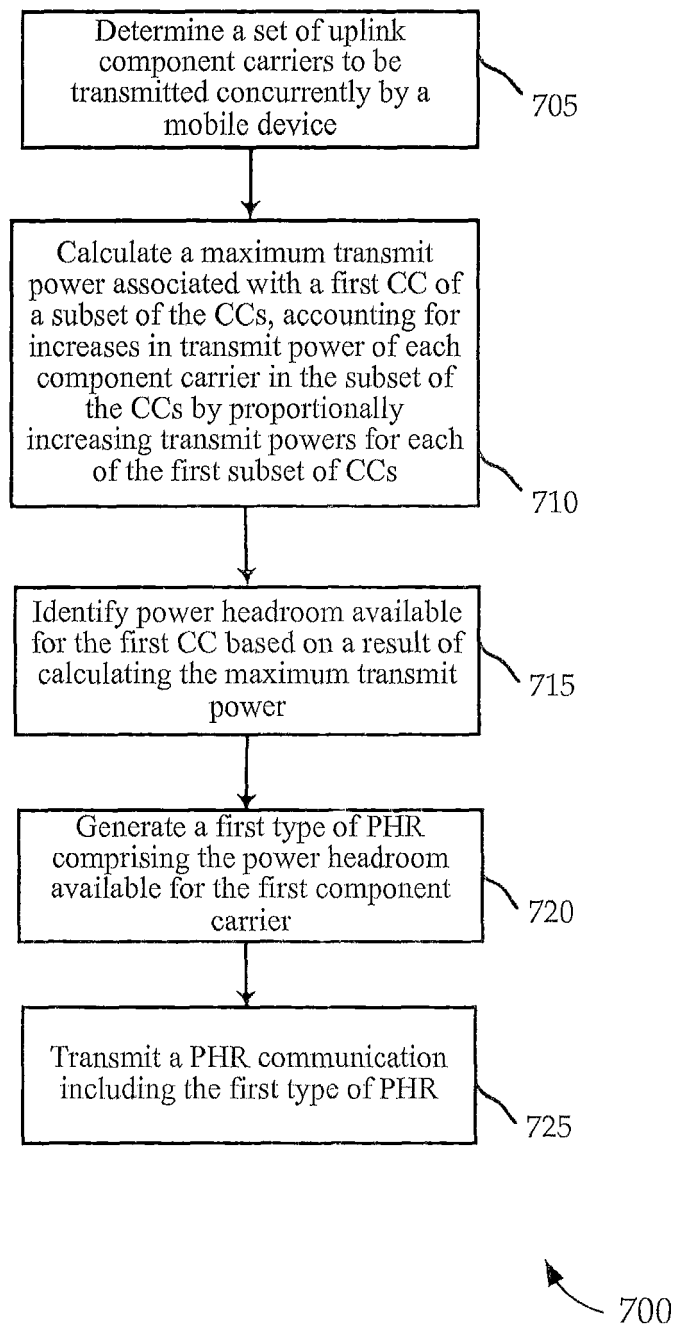 Determine a set of uplink
component carriers to be
transmitted concurrently by a
mobile device
705
Calculate a maximum transmit
power associated with a first CC of
a subset of the CCs, accounting for
increases in transmit power of each
component carrier in the subset of
the CCs by proportionally
increasing transmit powers for each
of the first subset of CCs
710
Identify power headroom available
for the first CC based on a result of
calculating the maximum transmit
power
715
Generate a first type of PHR
comprising the power headroom
available for the first component
carrier
720
Transmit a PHR communication
including the first type of PHR
725
700